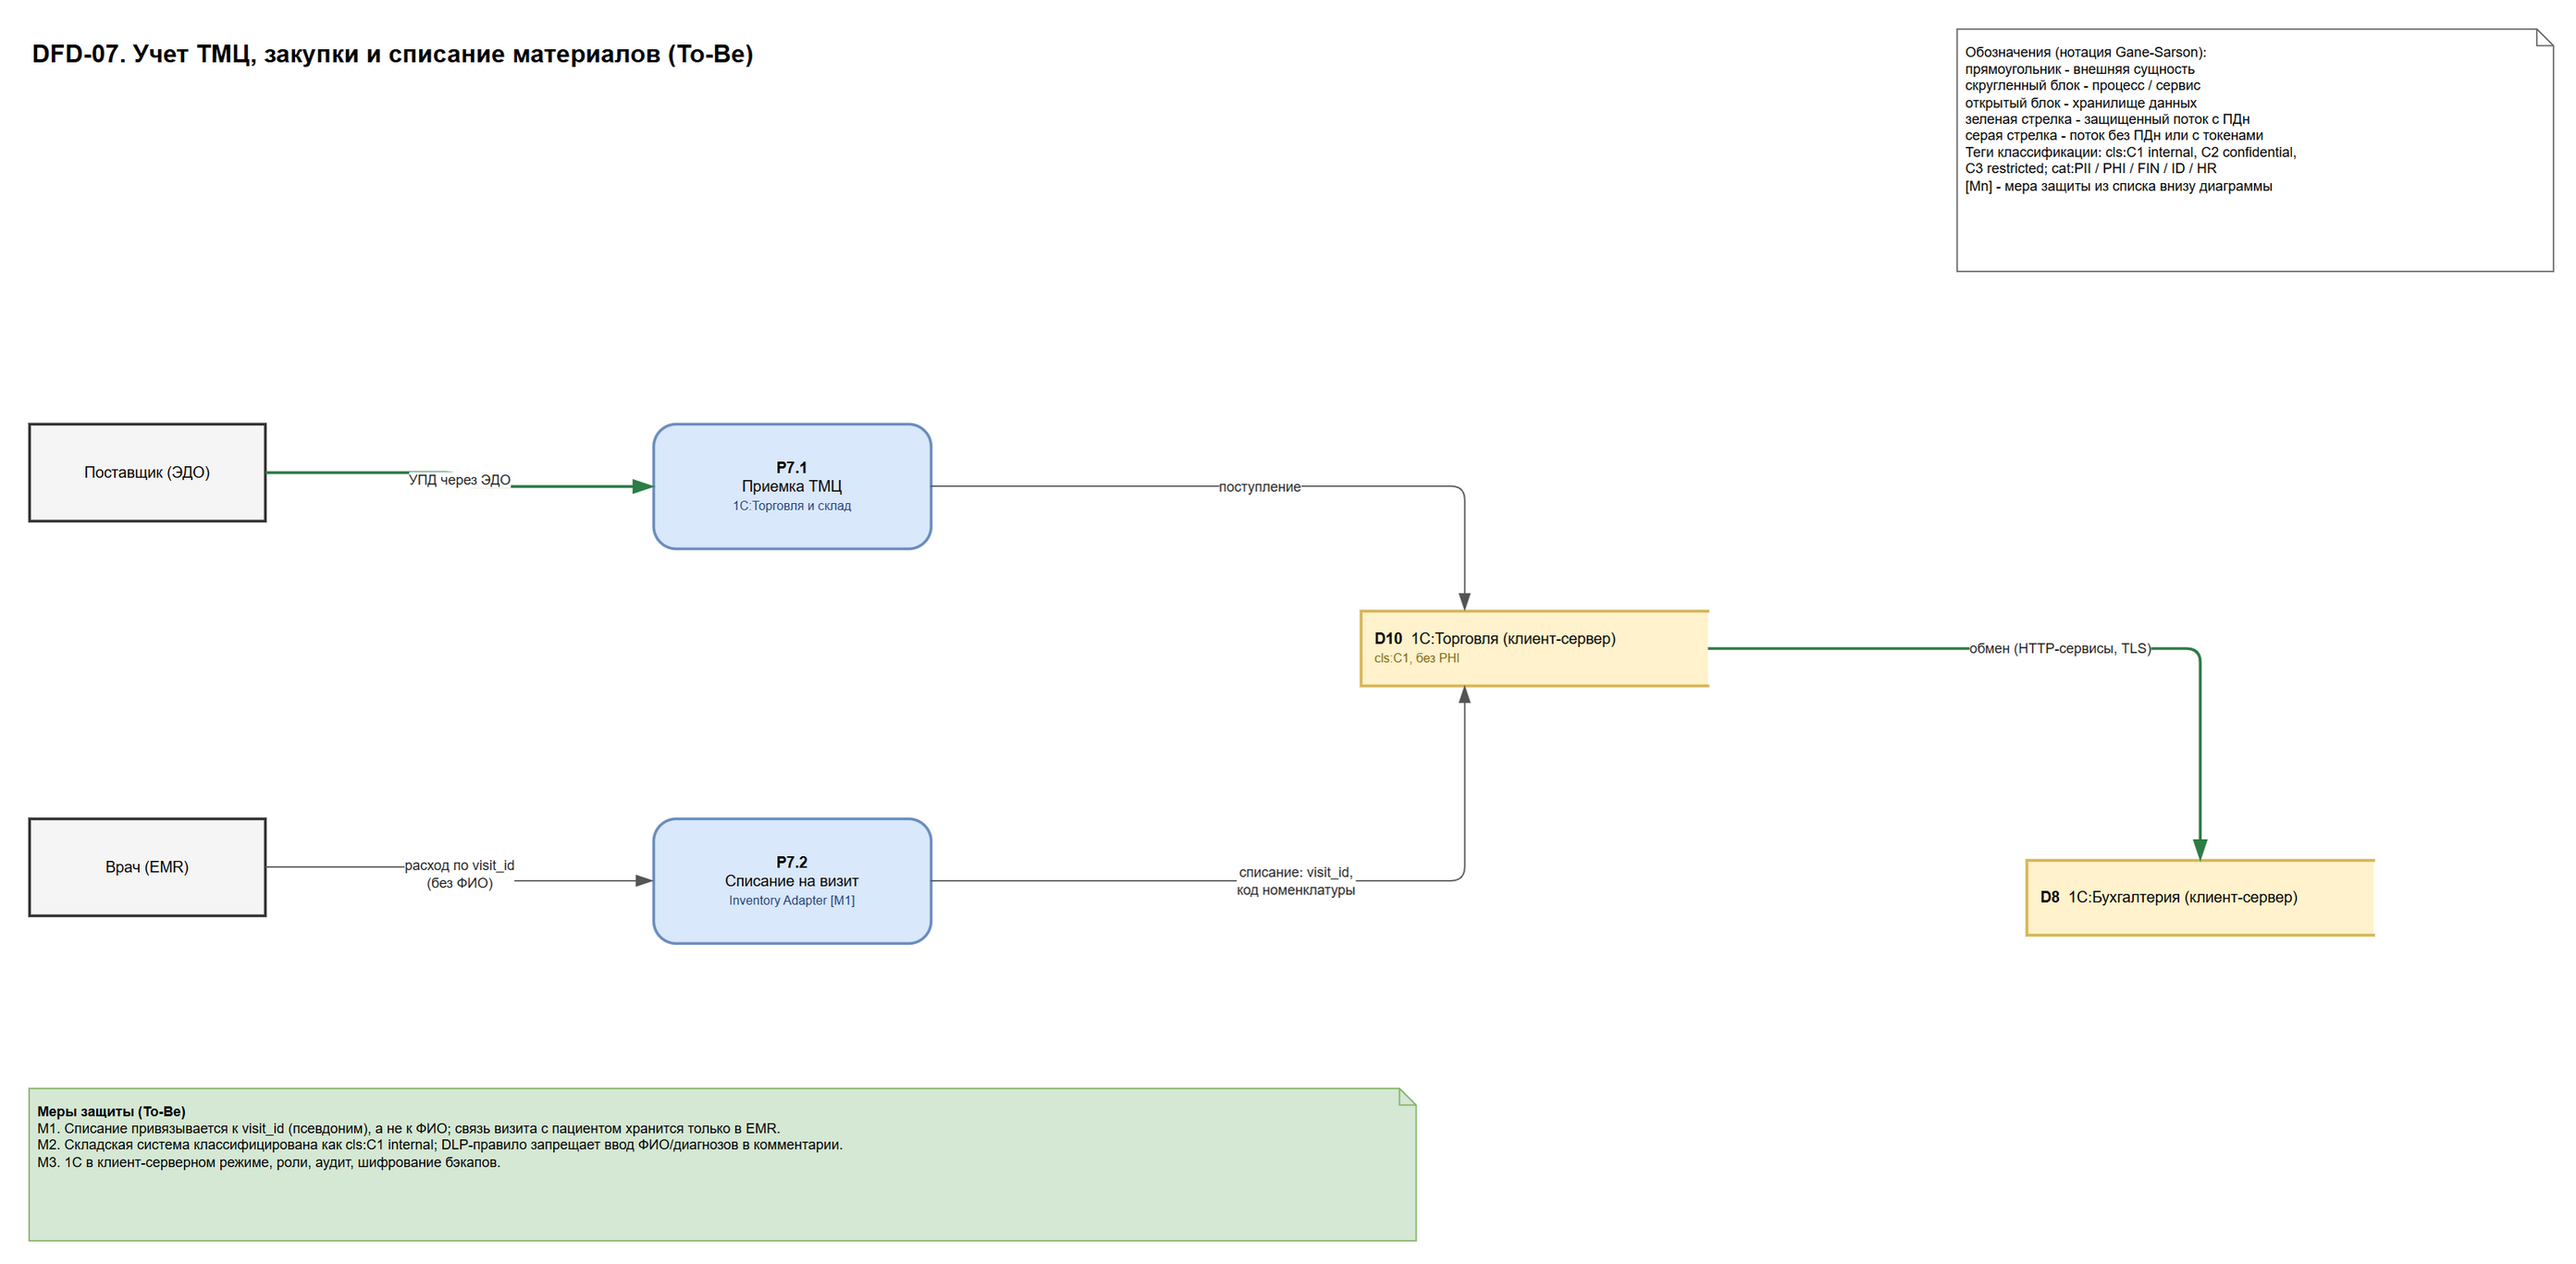 DFD-07. Учет ТМЦ, закупки и списание материалов (To-Be)
Обозначения (нотация Gane-Sarson):
прямоугольник - внешняя сущность
скругленный блок - процесс / сервис
открытый блок - хранилище данных
зеленая стрелка - защищенный поток с ПДн
серая стрелка - поток без ПДн или с токенами
Теги классификации: cls:C1 internal, C2 confidential,
C3 restricted; cat:PII / PHI / FIN / ID / HR
[Mn] - мера защиты из списка внизу диаграммы
Поставщик (ЭДО)
УПД через ЭДО
P7.1
Приемка ТМЦ
1С:Торговля и склад
поступление
D10 1С:Торговля (клиент-сервер)
cls:C1, без PHI
обмен (HTTP-сервисы, TLS)
Врач (EMR)
расход по visit_id
(без ФИО)
P7.2
Списание на визит
Inventory Adapter [M1]
списание: visit_id,
код номенклатуры
D8 1С:Бухгалтерия (клиент-сервер)
Меры защиты (To-Be)
М1. Списание привязывается к visit_id (псевдоним), а не к ФИО; связь визита с пациентом хранится только в EMR.
М2. Складская система классифицирована как cls:C1 internal; DLP-правило запрещает ввод ФИО/диагнозов в комментарии.
М3. 1С в клиент-серверном режиме, роли, аудит, шифрование бэкапов.